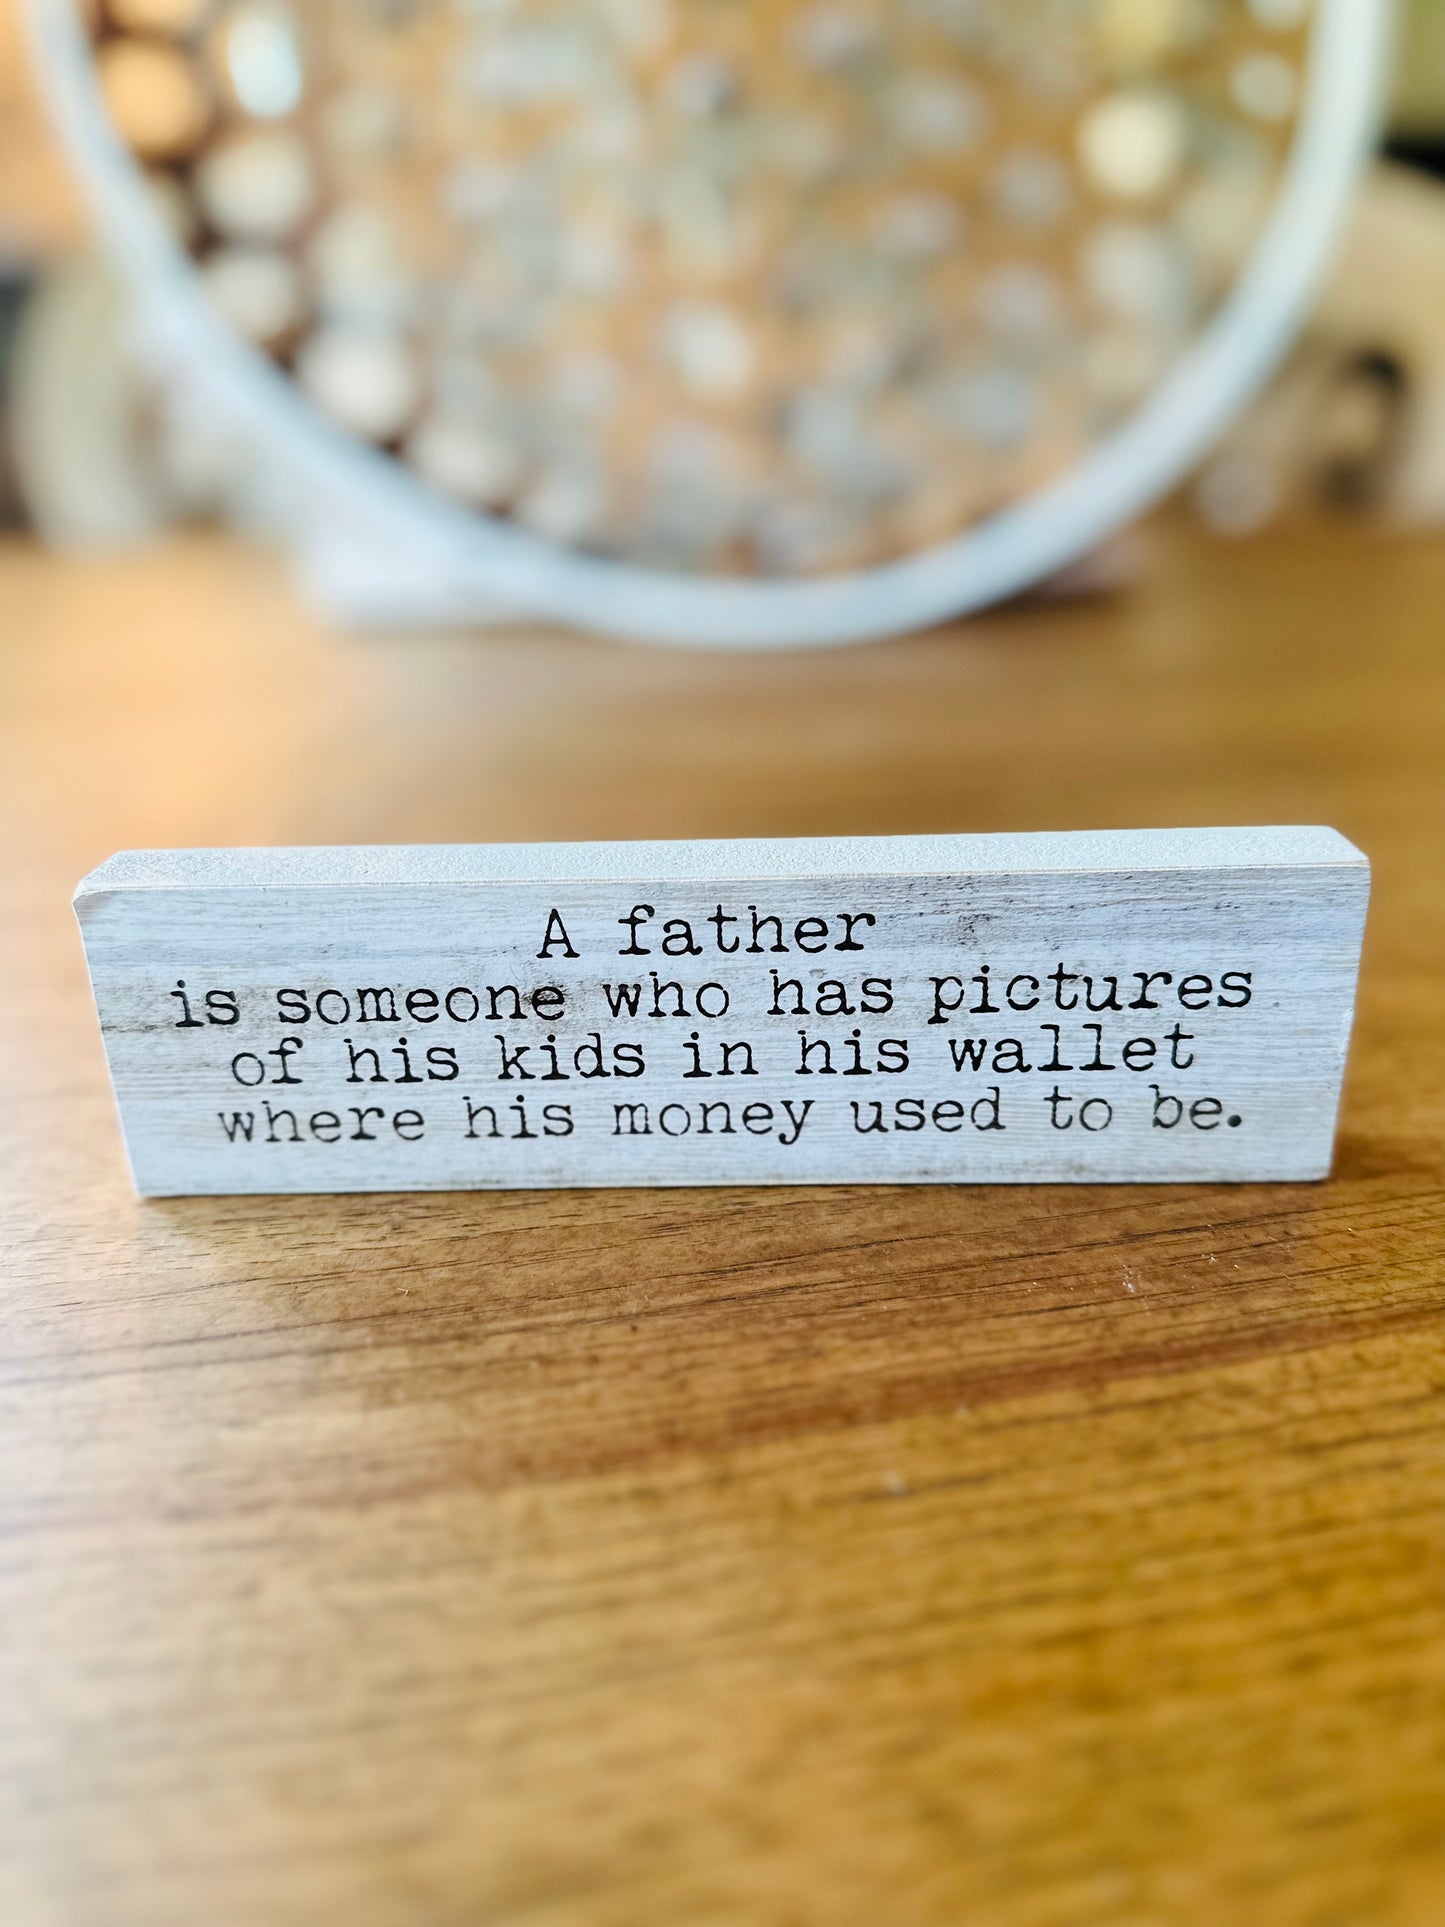 A father
is someone who has pictures
of his kids in his wallet
where his money used to be.